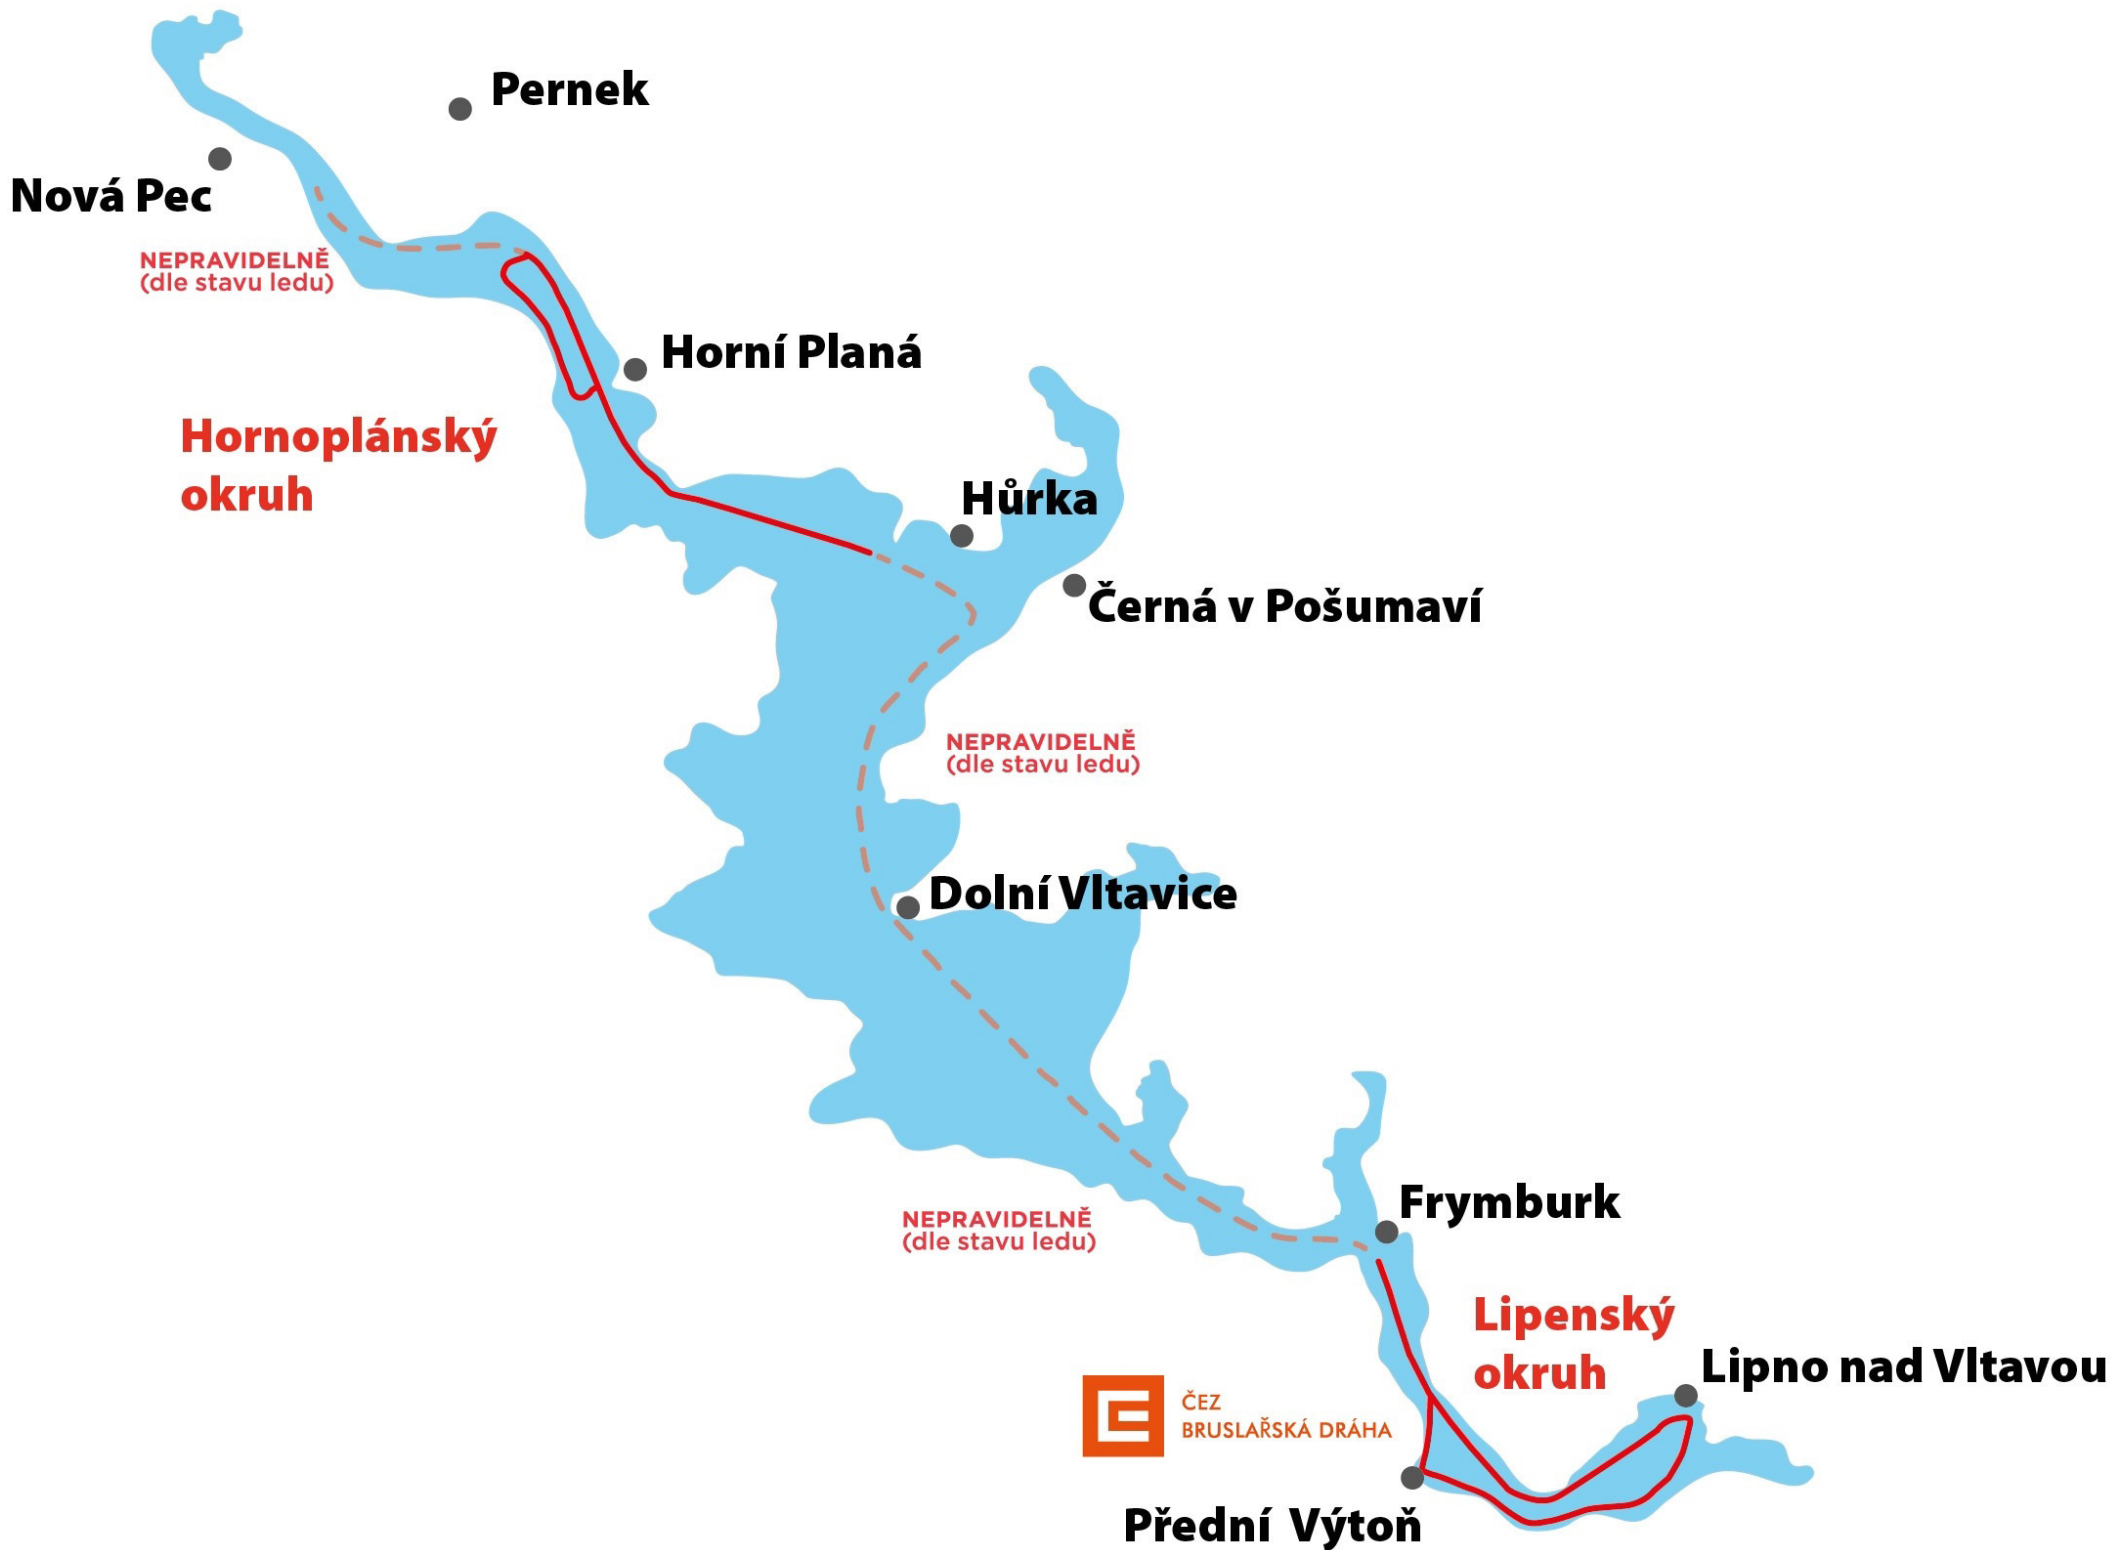 Pernek
Nová Pec
NEPRAVIDELNĚ
(dle stavu ledu)
Horní Planá
Hornoplánský
okruh
Hůrka
Černá v Pošumaví
NEPRAVIDELNĚ
(dle stavu ledu)
Dolní Vltavice
Frymburk
NEPRAVIDELNĚ
(dle stavu ledu)
Lipenský
okruh
Lipno nad Vltavou
ČEZ
BRUSLAŘSKÁ DRÁHA
Přední Výtoň